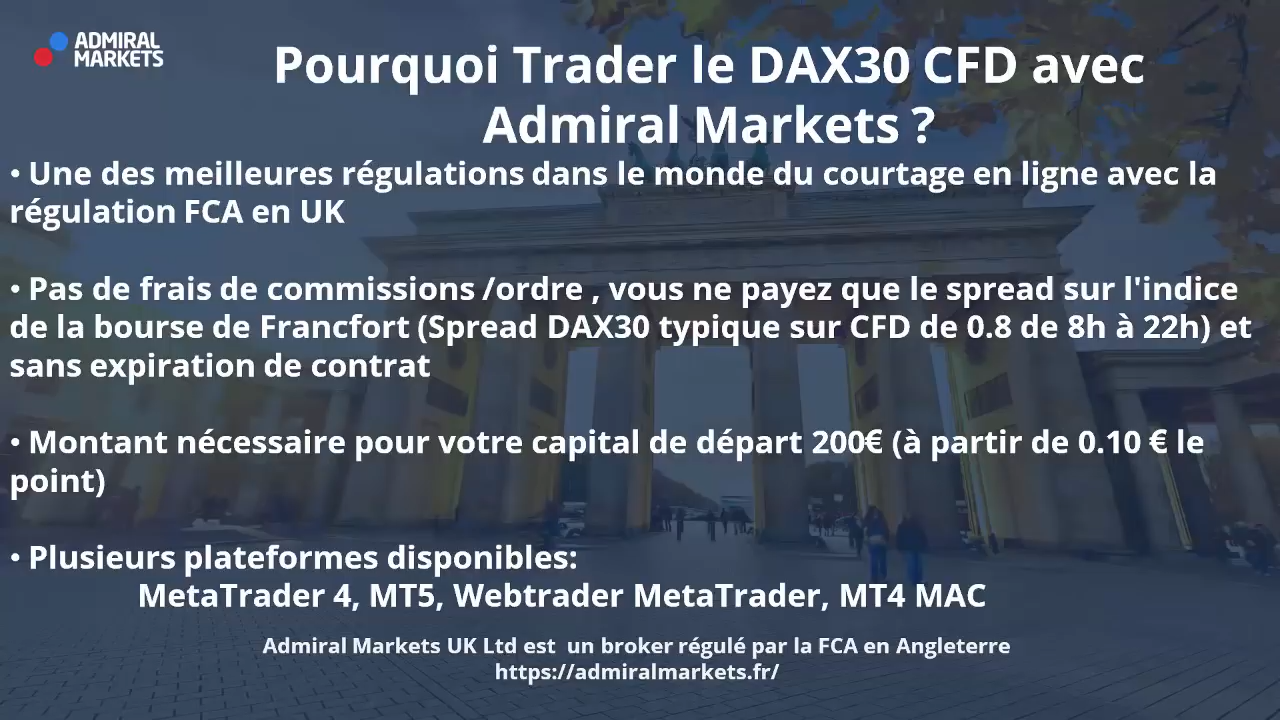 ADMIRAL
MARKETS
Pourquoi Trader le DAX30 CFD avec
Admiral Markets ?
• Une des meilleures régulations dans le monde du courtage en ligne avec la
régulation FCA en UK
• Pas de frais de commissions /ordre , vous ne payez que le spread sur l'indice
de la bourse de Francfort (Spread DAX30 typique sur CFD de 0.8 de 8h à 22h) et
sans expiration de contrat
• Montant nécessaire pour votre capital de départ 200€ (à partir de 0.10 € le
point)
• Plusieurs plateformes disponibles:
MetaTrader 4, MT5, Webtrader MetaTrader, MT4 MAC
Admiral Markets UK Ltd est  un broker régulé par la FCA en Angleterre
https://admiralmarkets.fr/